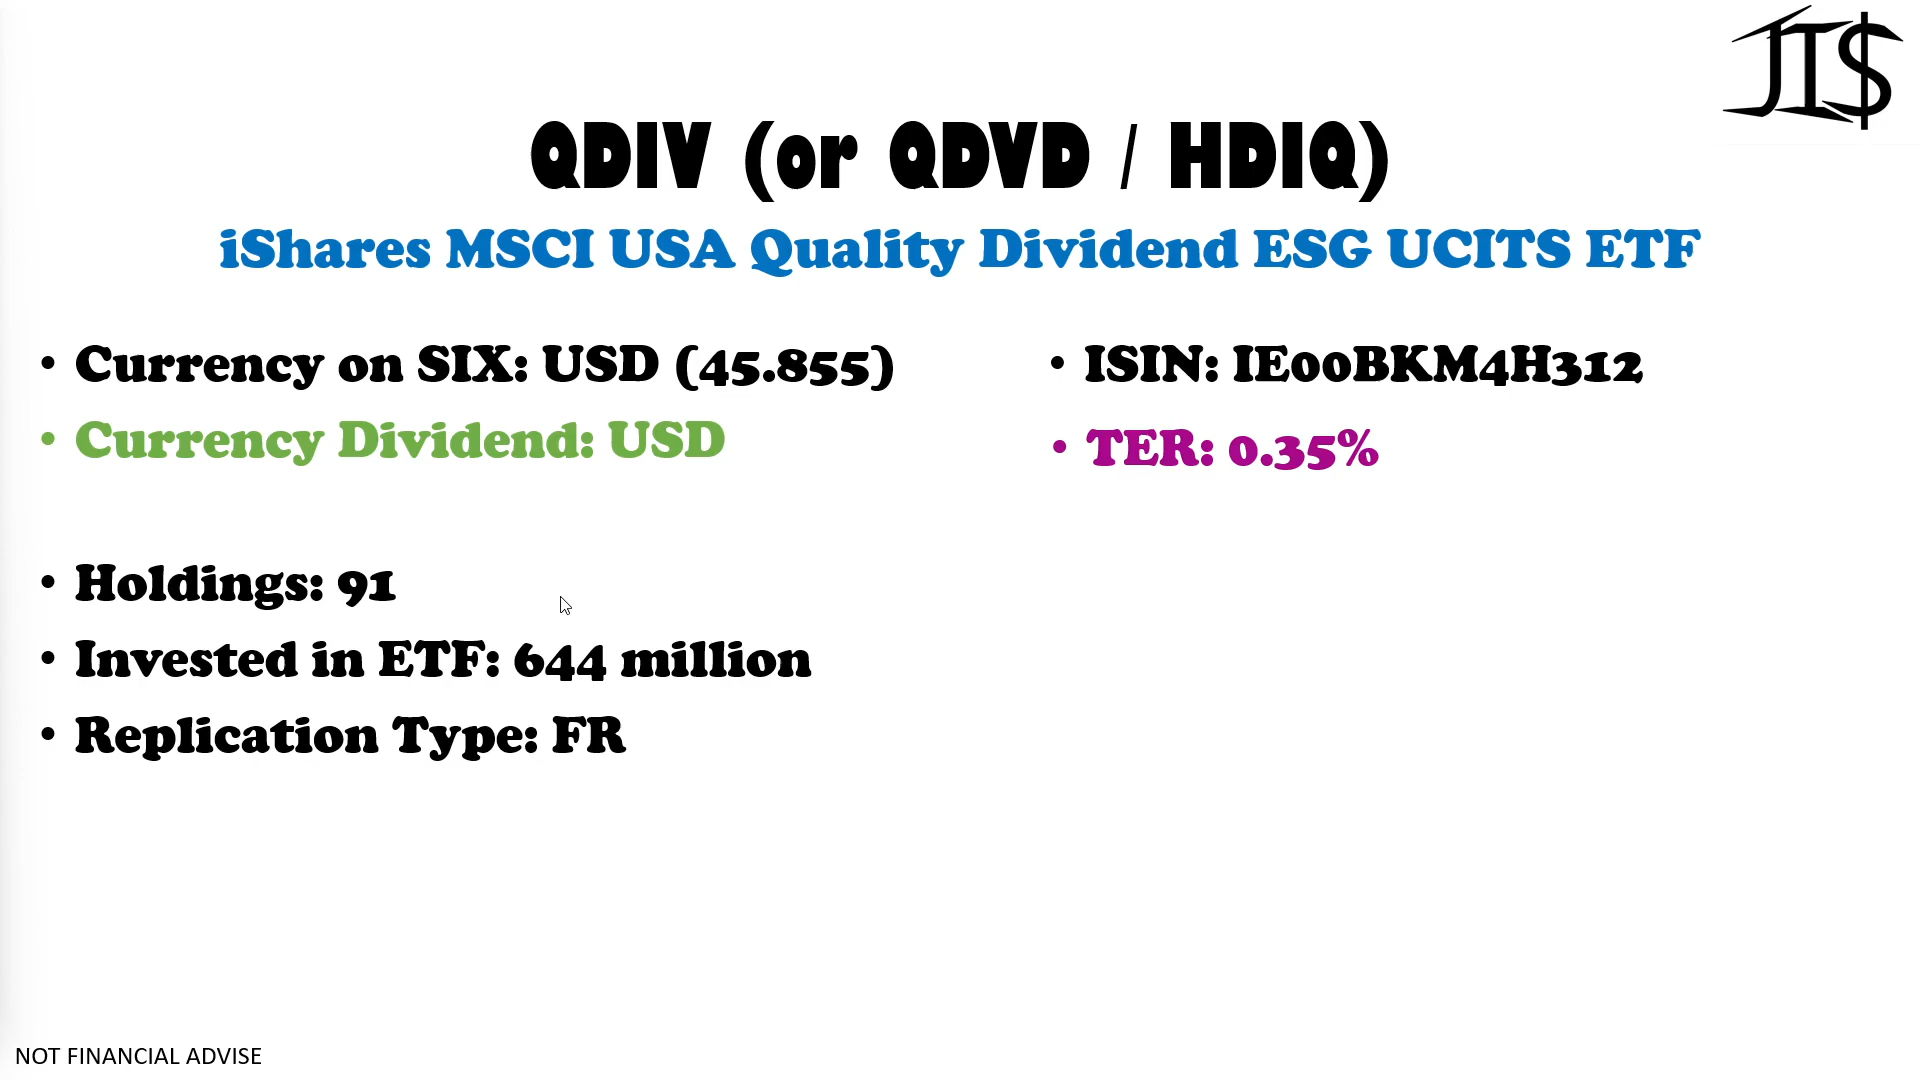 JI$
QDIV (or QDVD / HDIQ)
iShares MSCI USA Quality Dividend ESG UCITS ETF
• Currency on SIX: USD (45.855)
• Currency Dividend: USD
• ISIN: IE00BKM4H312
• TER: 0.35%
• Holdings: 91
• Invested in ETF: 644 million
• Replication Type: FR
NOT FINANCIAL ADVISE